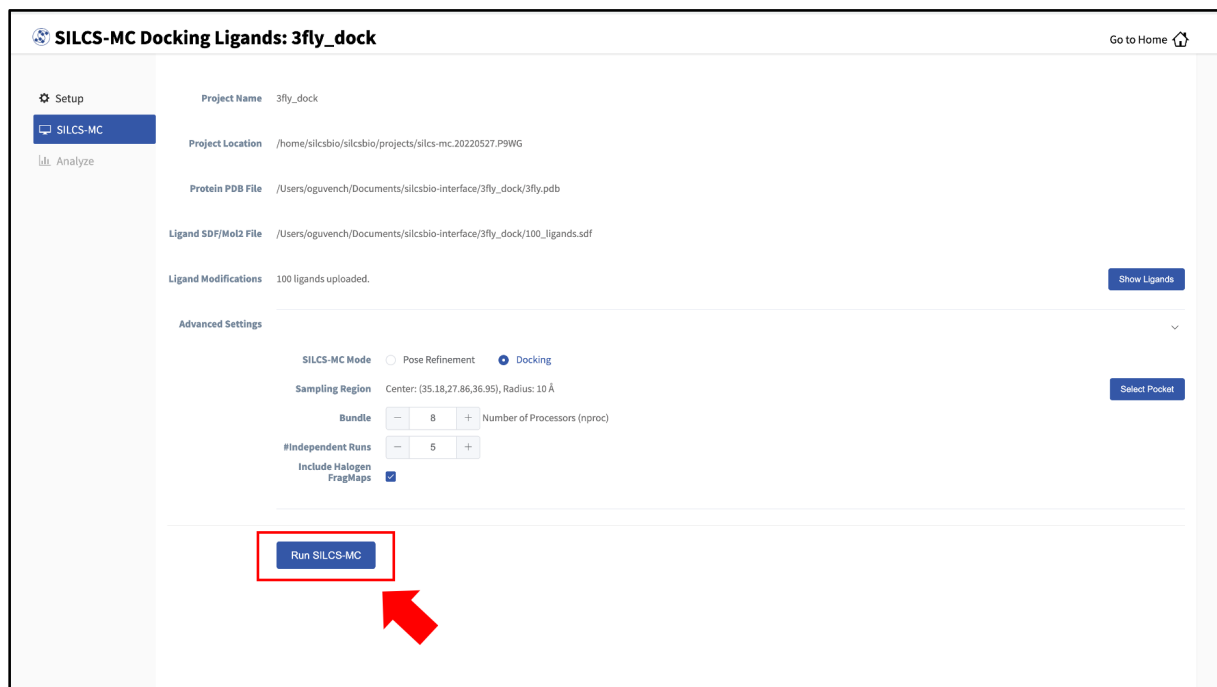 SILCS-MC Docking Ligands: 3fly_dock
Go to Home
Setup
SILCS-MC
Analyze
Project Name 3fly_dock
Project Location /home/silcsbio/silcsbio/projects/silcs-mc.20220527.P9WG
Protein PDB File /Users/oguvench/Documents/silcsbio-interface/3fly_dock/3fly.pdb
Ligand SDF/Mol2 File /Users/oguvench/Documents/silcsbio-interface/3fly_dock/100_ligands.sdf
Ligand Modifications 100 ligands uploaded. Show Ligands
Advanced Settings
SILCS-MC Mode Pose Refinement Docking
Sampling Region Center: (35.18,27.86,36.95), Radius: 10 Å Select Pocket
Bundle − 8 + Number of Processors (nproc)
#Independent Runs − 5 +
Include Halogen
FragMaps
Run SILCS-MC